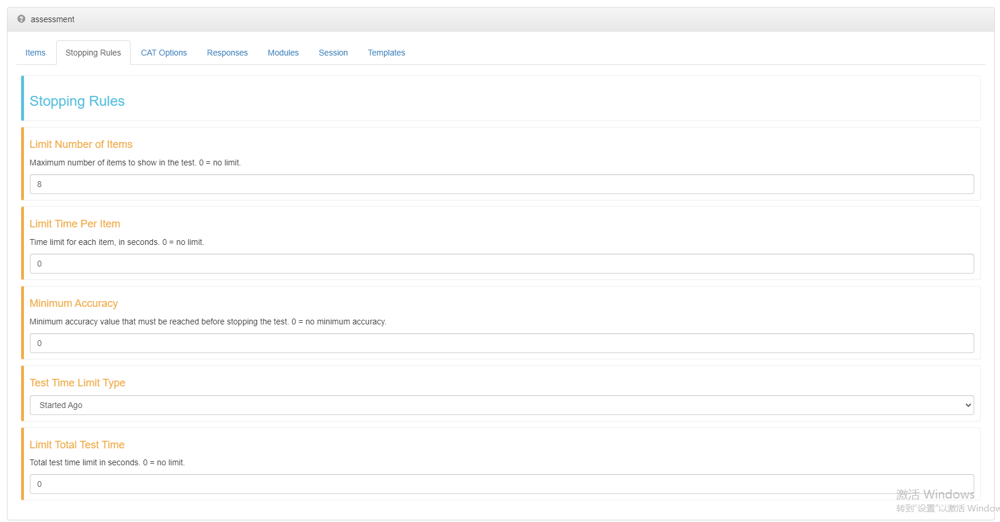 assessment
Items Stopping Rules CAT Options Responses Modules Session Templates
Stopping Rules
Limit Number of Items
Maximum number of items to show in the test. 0 = no limit.
8
Limit Time Per Item
Time limit for each item, in seconds. 0 = no limit.
0
Minimum Accuracy
Minimum accuracy value that must be reached before stopping the test. 0 = no minimum accuracy.
0
Test Time Limit Type
Started Ago
Limit Total Test Time
Total test time limit in seconds. 0 = no limit.
0
激活 Windows
转到“设置”以激活 Window